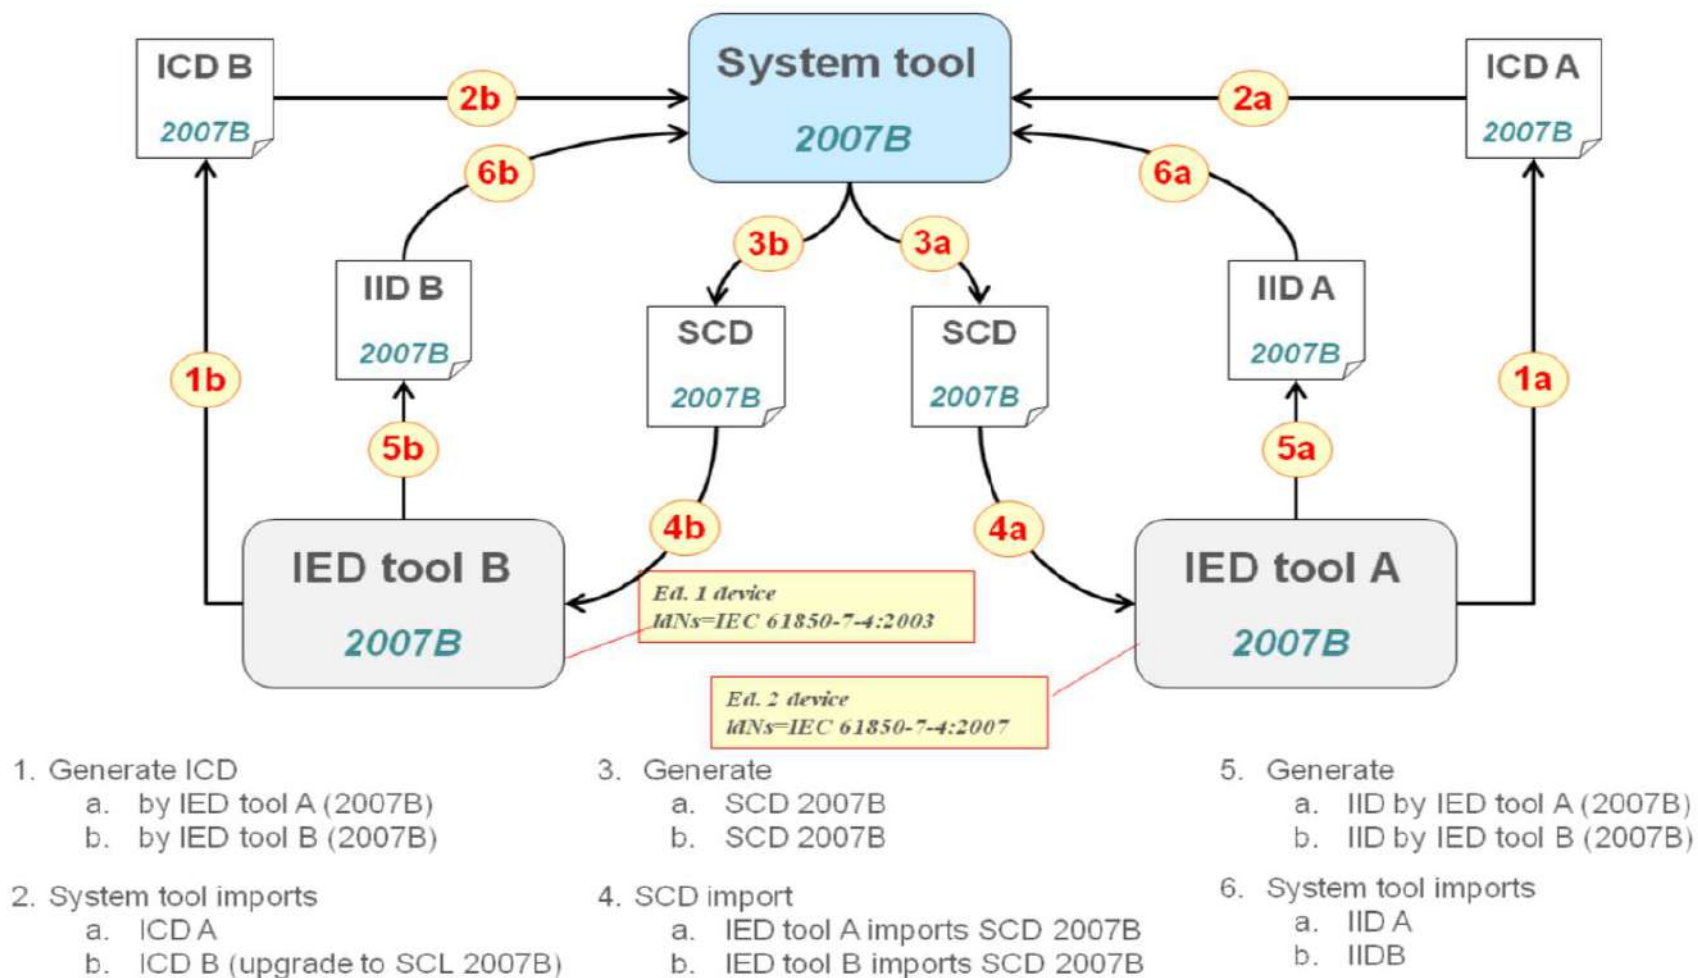 ICD B
2007B
2b
System tool
2007B
2a
ICD A
2007B
6b
6a
3b
3a
IID B
2007B
SCD
2007B
SCD
2007B
IID A
2007B
1b
1a
5b
5a
4b
4a
IED tool B
2007B
Ed. 1 device
ldNs=IEC 61850-7-4:2003
IED tool A
2007B
Ed. 2 device
ldNs=IEC 61850-7-4:2007
1. Generate ICD
a. by IED tool A (2007B)
b. by IED tool B (2007B)
2. System tool imports
a. ICD A
b. ICD B (upgrade to SCL 2007B)
3. Generate
a. SCD 2007B
b. SCD 2007B
4. SCD import
a. IED tool A imports SCD 2007B
b. IED tool B imports SCD 2007B
5. Generate
a. IID by IED tool A (2007B)
b. IID by IED tool B (2007B)
6. System tool imports
a. IID A
b. IIDB